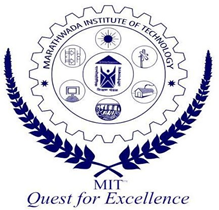 MARATHWADA INSTITUTE OF TECHNOLOGY
MIT
Quest for Excellence